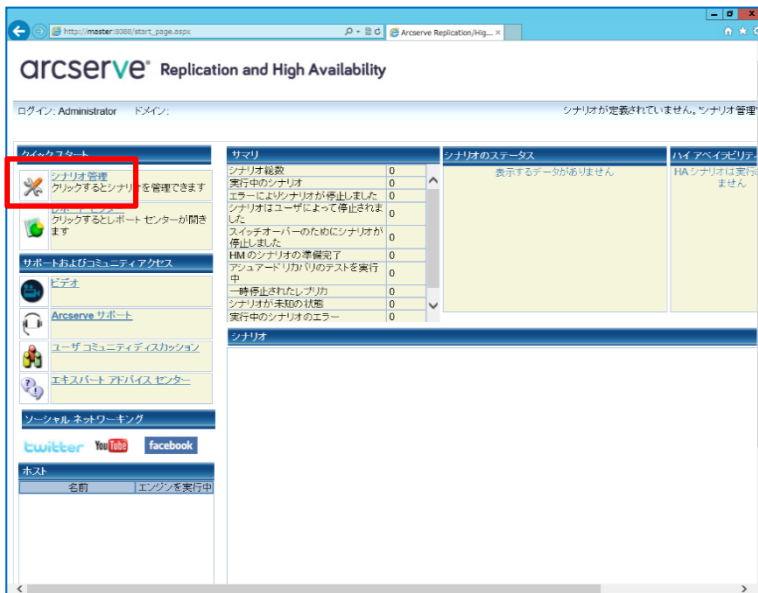 http://master:8088/start_page.aspx
Arcserve Replication/Hig...
arcserve® Replication and High Availability
ログイン: Administrator ドメイン:
シナリオが定義されていません。"シナリオ管理"
クイック スタート
シナリオ管理
クリックするとシナリオを管理できます
レポート センター
クリックするとレポート センターが開き
ます
サポートおよびコミュニティ アクセス
ビデオ
Arcserve サポート
ユーザ コミュニティ ディスカッション
エキスパート アドバイス センター
ソーシャル ネットワーキング
twitter YouTube facebook
ホスト
名前 エンジンを実行中
サマリ
シナリオ総数 0
実行中のシナリオ 0
エラーによりシナリオが停止しました 0
シナリオはユーザによって停止されま
した 0
スイッチオーバーのためにシナリオが
停止しました 0
HM のシナリオの準備完了 0
アシュアード リカバリのテストを実行
中 0
一時停止されたレプリカ 0
シナリオが未知の状態 0
実行中のシナリオのエラー 0
シナリオのステータス
表示するデータがありません
ハイ アベイラビリテ
HA シナリオは実行
ません
シナリオ